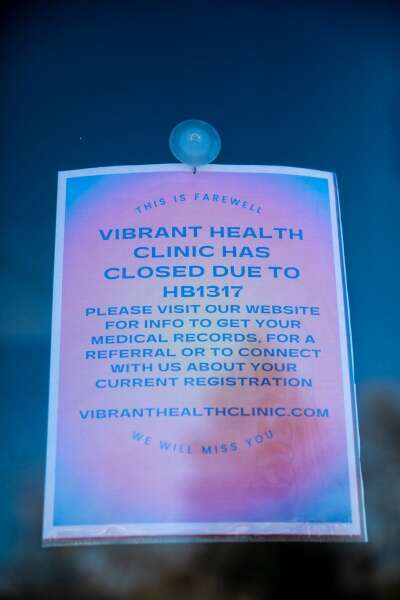 THIS IS FAREWELL
VIBRANT HEALTH
CLINIC HAS
CLOSED DUE TO
HB1317
PLEASE VISIT OUR WEBSITE
FOR INFO TO GET YOUR
MEDICAL RECORDS, FOR A
REFERRAL OR TO CONNECT
WITH US ABOUT YOUR
CURRENT REGISTRATION
VIBRANTHEALTHCLINIC.COM
WE WILL MISS YOU